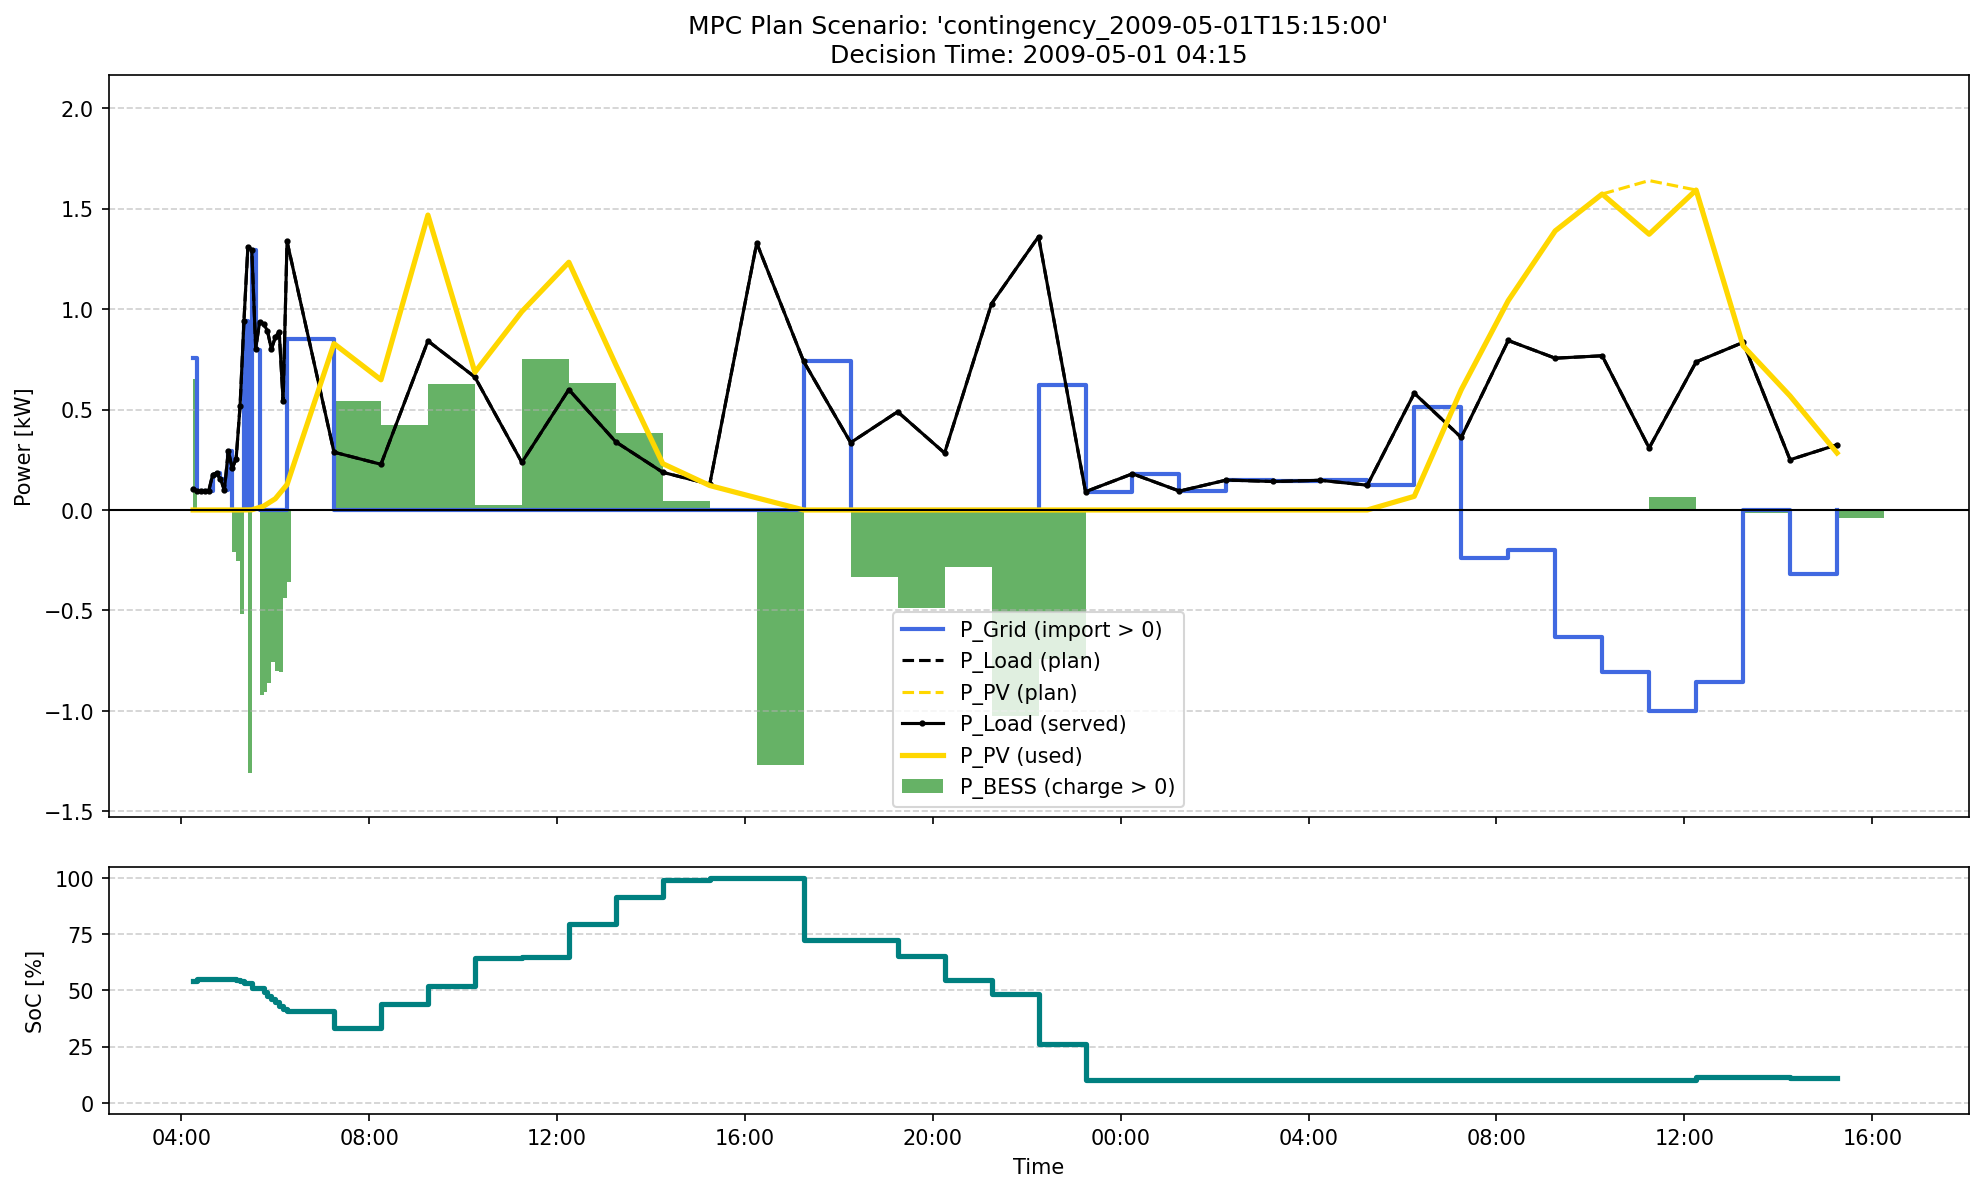 MPC Plan Scenario: 'contingency_2009-05-01T15:15:00'
Decision Time: 2009-05-01 04:15
Power [kW]
2.0
1.5
1.0
0.5
0.0
−0.5
−1.0
−1.5
P_Grid (import > 0)
P_Load (plan)
P_PV (plan)
P_Load (served)
P_PV (used)
P_BESS (charge > 0)
SoC [%]
100
75
50
25
0
04:00 08:00 12:00 16:00 20:00 00:00 04:00 08:00 12:00 16:00
Time